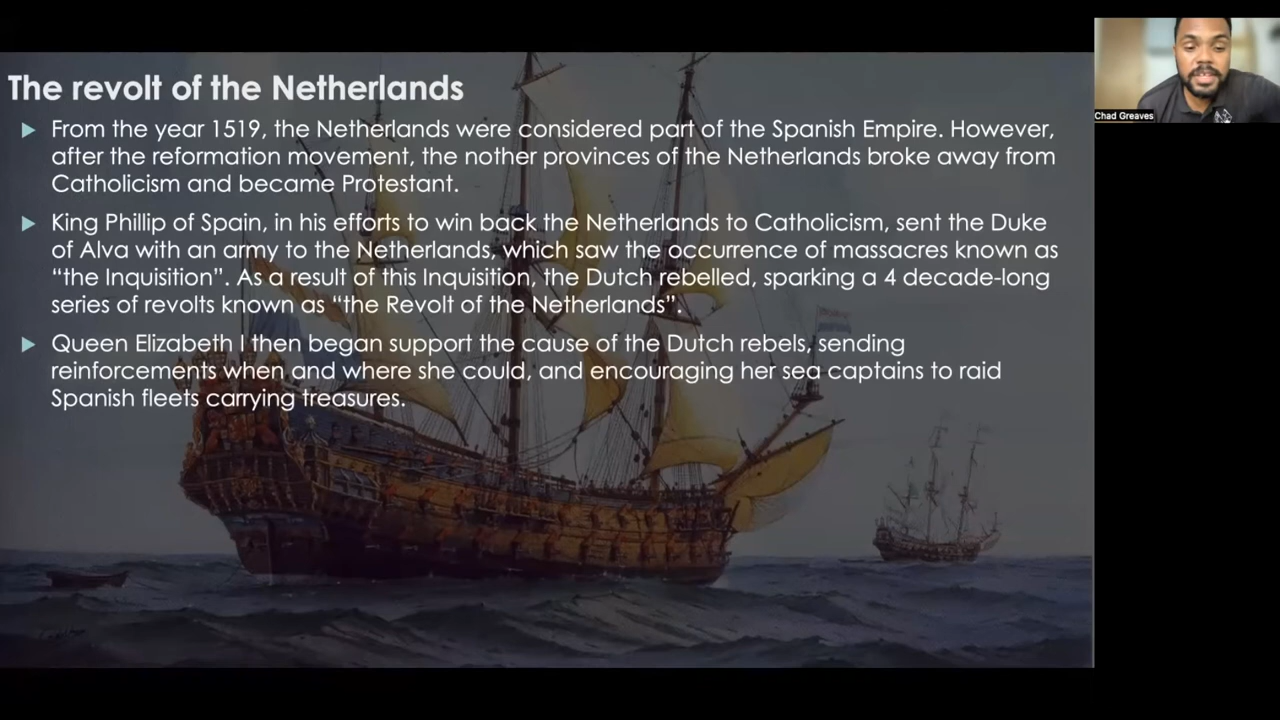 The revolt of the Netherlands
From the year 1519, the Netherlands were considered part of the Spanish Empire. However,
after the reformation movement, the nother provinces of the Netherlands broke away from
Catholicism and became Protestant.
King Phillip of Spain, in his efforts to win back the Netherlands to Catholicism, sent the Duke
of Alva with an army to the Netherlands, which saw the occurrence of massacres known as
“the Inquisition”. As a result of this Inquisition, the Dutch rebelled, sparking a 4 decade-long
series of revolts known as “the Revolt of the Netherlands”.
Queen Elizabeth I then began support the cause of the Dutch rebels, sending
reinforcements when and where she could, and encouraging her sea captains to raid
Spanish fleets carrying treasures.
Chad Greaves